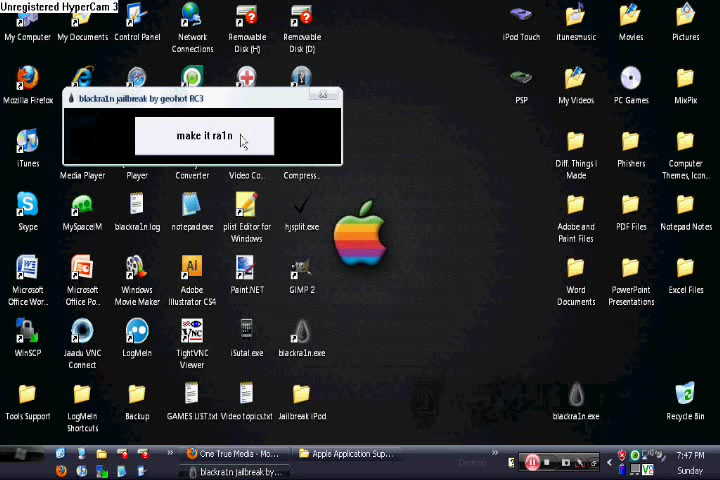 Unregistered HyperCam 3
My Computer
My Documents
Control Panel
Network
Connections
Removable
Disk (H)
Removable
Disk (D)
iPod Touch
itunesmusic
Movies
Pictures
Mozilla Firefox
PSP
My Videos
PC Games
MixPix
blackra1n jailbreak by geohot RC3
make it ra1n
iTunes
Media Player
Player
Converter
Video Co...
Compress..
Diff. Things I
Made
Phishers
Computer
Themes, Icon...
Skype
MySpaceIM
blackra1n.log
notepad.exe
plist Editor for
Windows
hjsplit.exe
Adobe and
Paint Files
PDF Files
Notepad Notes
Microsoft
Office Wor...
Microsoft
Office Po...
Windows
Movie Maker
Adobe
Illustrator CS4
Paint.NET
GIMP 2
Word
Documents
PowerPoint
Presentations
Excel Files
WinSCP
Jaadu VNC
Connect
LogMeIn
TightVNC
Viewer
iSutal.exe
blackra1n.exe
Tools Support
LogMeIn
Shortcuts
Backup
GAMES LIST.txt
Video topics.txt
Jailbreak iPod
blackra1n.exe
Recycle Bin
One True Media - Mo...
Apple Application Sup...
blackra1n jailbreak by...
Desktop
7:47 PM
Sunday